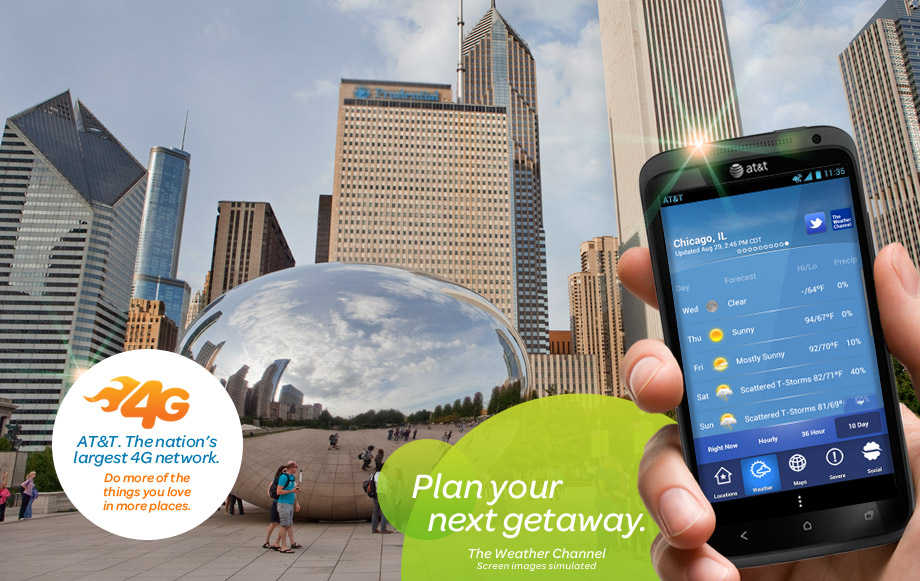 Prudential
at&t
AT&T 11:35
The Weather Channel
Chicago, IL
Updated Aug 29, 2:45 PM CDT
Day Forecast Hi/Lo Precip
Wed Clear -/64°F 0%
Thu Sunny 94/67°F 0%
Fri Mostly Sunny 92/70°F 10%
Sat Scattered T-Storms 82/71°F 40%
Sun Scattered T-Storms 81/69°
Right Now Hourly 36 Hour 10 Day
Locations Weather Maps Severe Social
4G
AT&T. The nation's
largest 4G network.
Do more of the
things you love
in more places.
Plan your
next getaway.
The Weather Channel
Screen images simulated